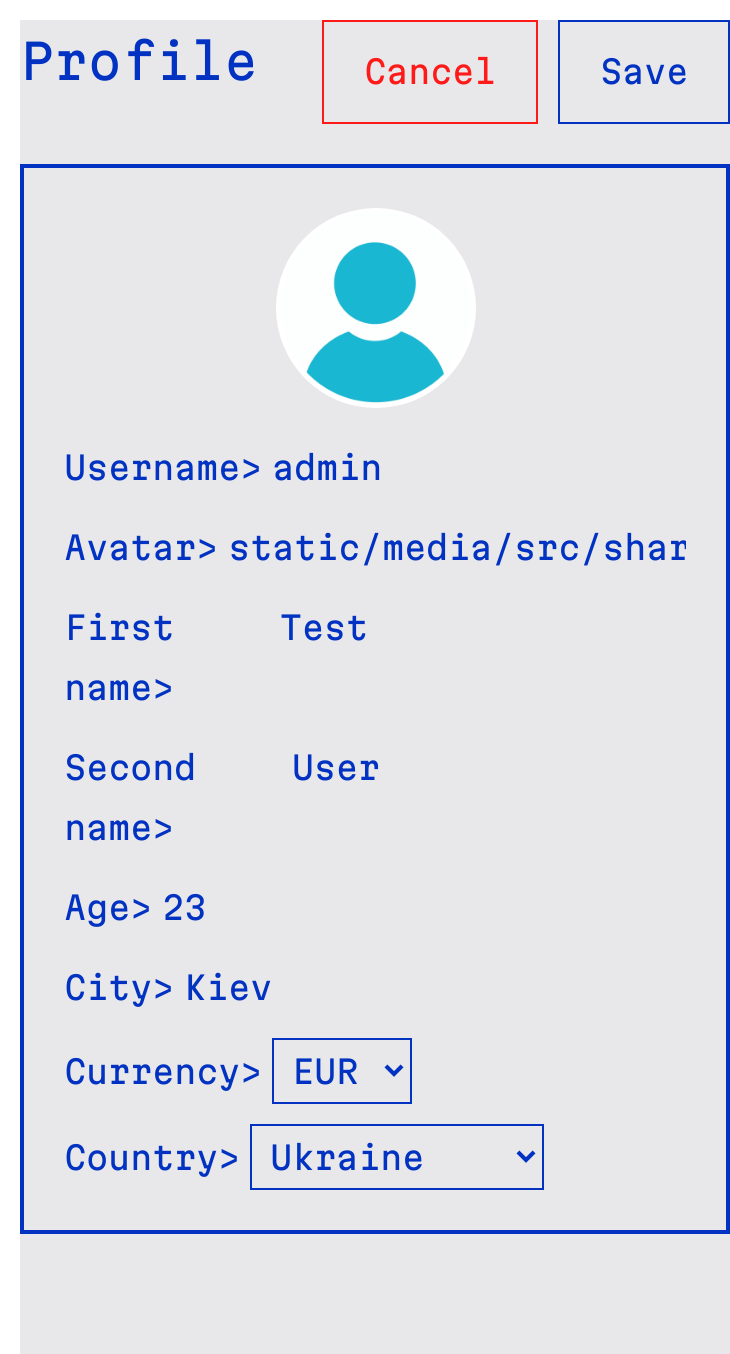 Profile Cancel Save
Username> admin
Avatar> static/media/src/shar
First Test
name>
Second User
name>
Age> 23
City> Kiev
Currency> EUR
Country> Ukraine